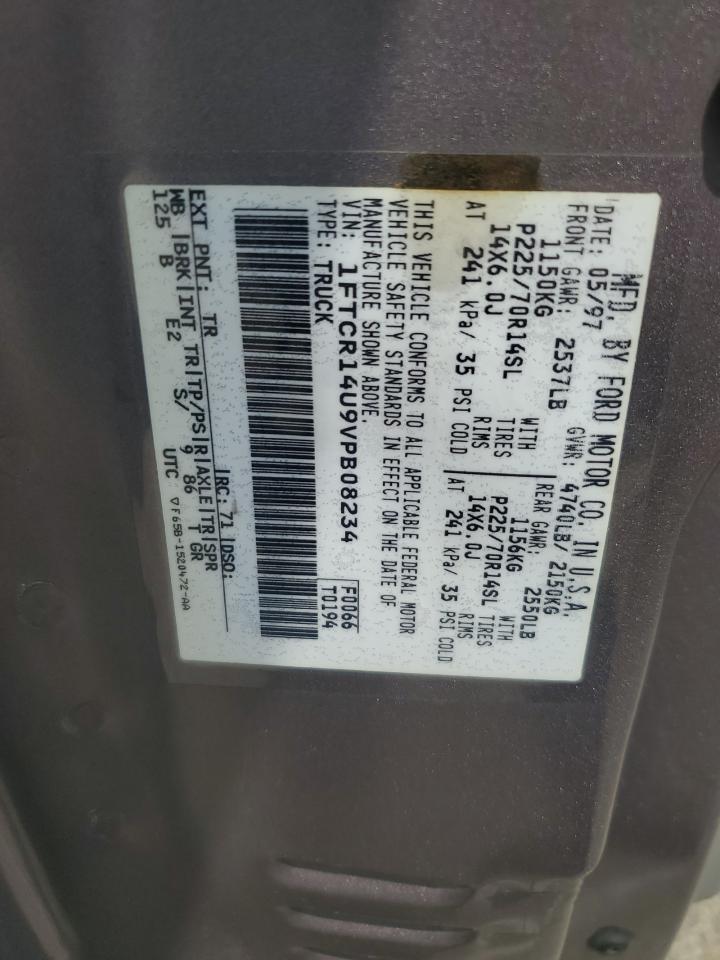 MFD. BY FORD MOTOR CO. IN U.S.A.
DATE: 05/97 GVWR: 4740LB/ 2150KG
FRONT GAWR: 2537LB REAR GAWR: 2550LB
1150KG WITH 1156KG WITH
P225/70R14SL TIRES P225/70R14SL TIRES
14X6.0J RIMS 14X6.0J RIMS
AT 241 kPa/ 35 PSI COLD AT 241 kPa/ 35 PSI COLD
THIS VEHICLE CONFORMS TO ALL APPLICABLE FEDERAL MOTOR
VEHICLE SAFETY STANDARDS IN EFFECT ON THE DATE OF
MANUFACTURE SHOWN ABOVE.
VIN: 1FTCR14U9VPB08234 F0066
TYPE: TRUCK T0194
EXT PNT: TR RC: 71 DSO:
WB BRK INT TR TP/PS R AXLE TR SPR
125 B E2 S/ 9 86 T GR
UTC ▽F65B-1520472-AA